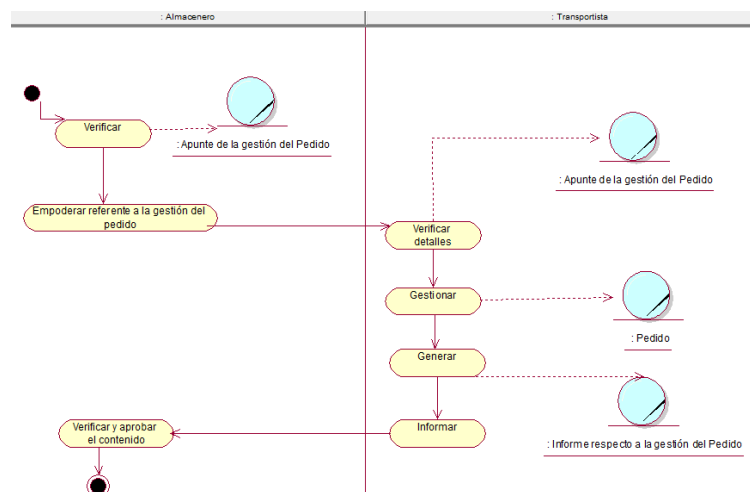 : Almacenero
: Transportista
Verificar
: Apunte de la gestión del Pedido
: Apunte de la gestión del Pedido
Empoderar referente a la gestión del
pedido
Verificar
detalles
Gestionar
: Pedido
Generar
Verificar y aprobar
el contenido
Informar
: Informe respecto a la gestión del Pedido